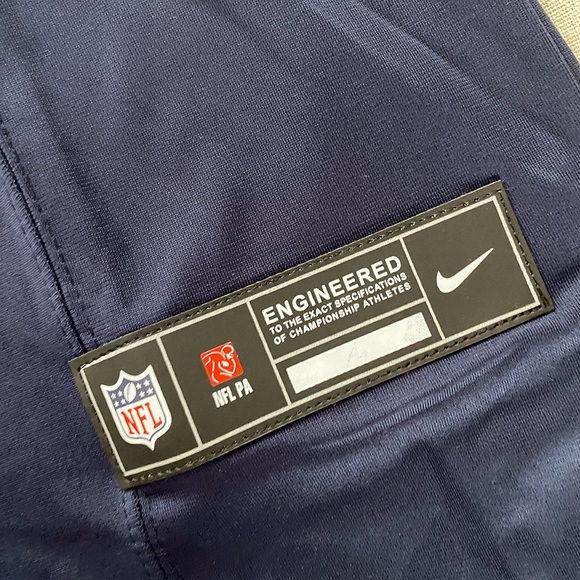 NFL
NFL PA
ENGINEERED
TO THE EXACT SPECIFICATIONS
OF CHAMPIONSHIP ATHLETES